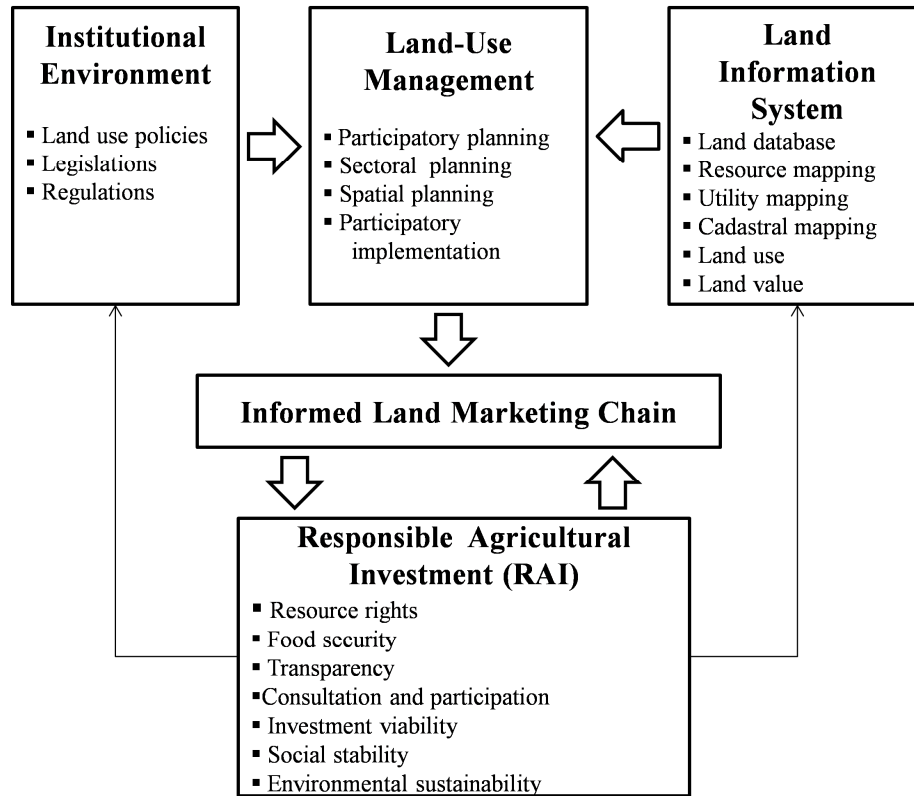 Institutional
Environment
▪ Land use policies
▪ Legislations
▪ Regulations
Land-Use
Management
▪ Participatory planning
▪ Sectoral planning
▪ Spatial planning
▪ Participatory
implementation
Land
Information
System
▪ Land database
▪ Resource mapping
▪ Utility mapping
▪ Cadastral mapping
▪ Land use
▪ Land value
Informed Land Marketing Chain
Responsible Agricultural
Investment (RAI)
▪ Resource rights
▪ Food security
▪ Transparency
▪Consultation and participation
▪ Investment viability
▪ Social stability
▪ Environmental sustainability